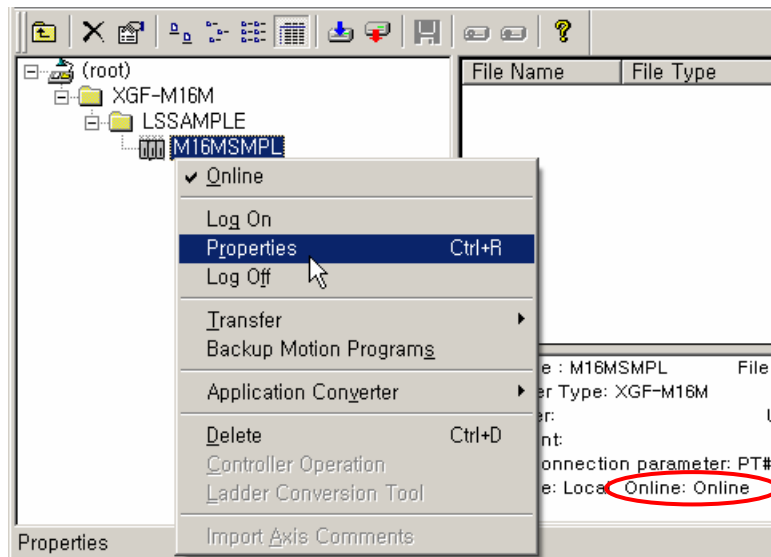 (root)
XGF-M16M
LSSAMPLE
M16MSMPL
File Name File Type
Online
Log On
Properties Ctrl+R
Log Off
Transfer
Backup Motion Programs
Application Converter
Delete Ctrl+D
Controller Operation
Ladder Conversion Tool
Import Axis Comments
e : M16MSMPL File
er Type: XGF-M16M
er:
nt:
onnection parameter: PT#
e: Local Online: Online
Properties